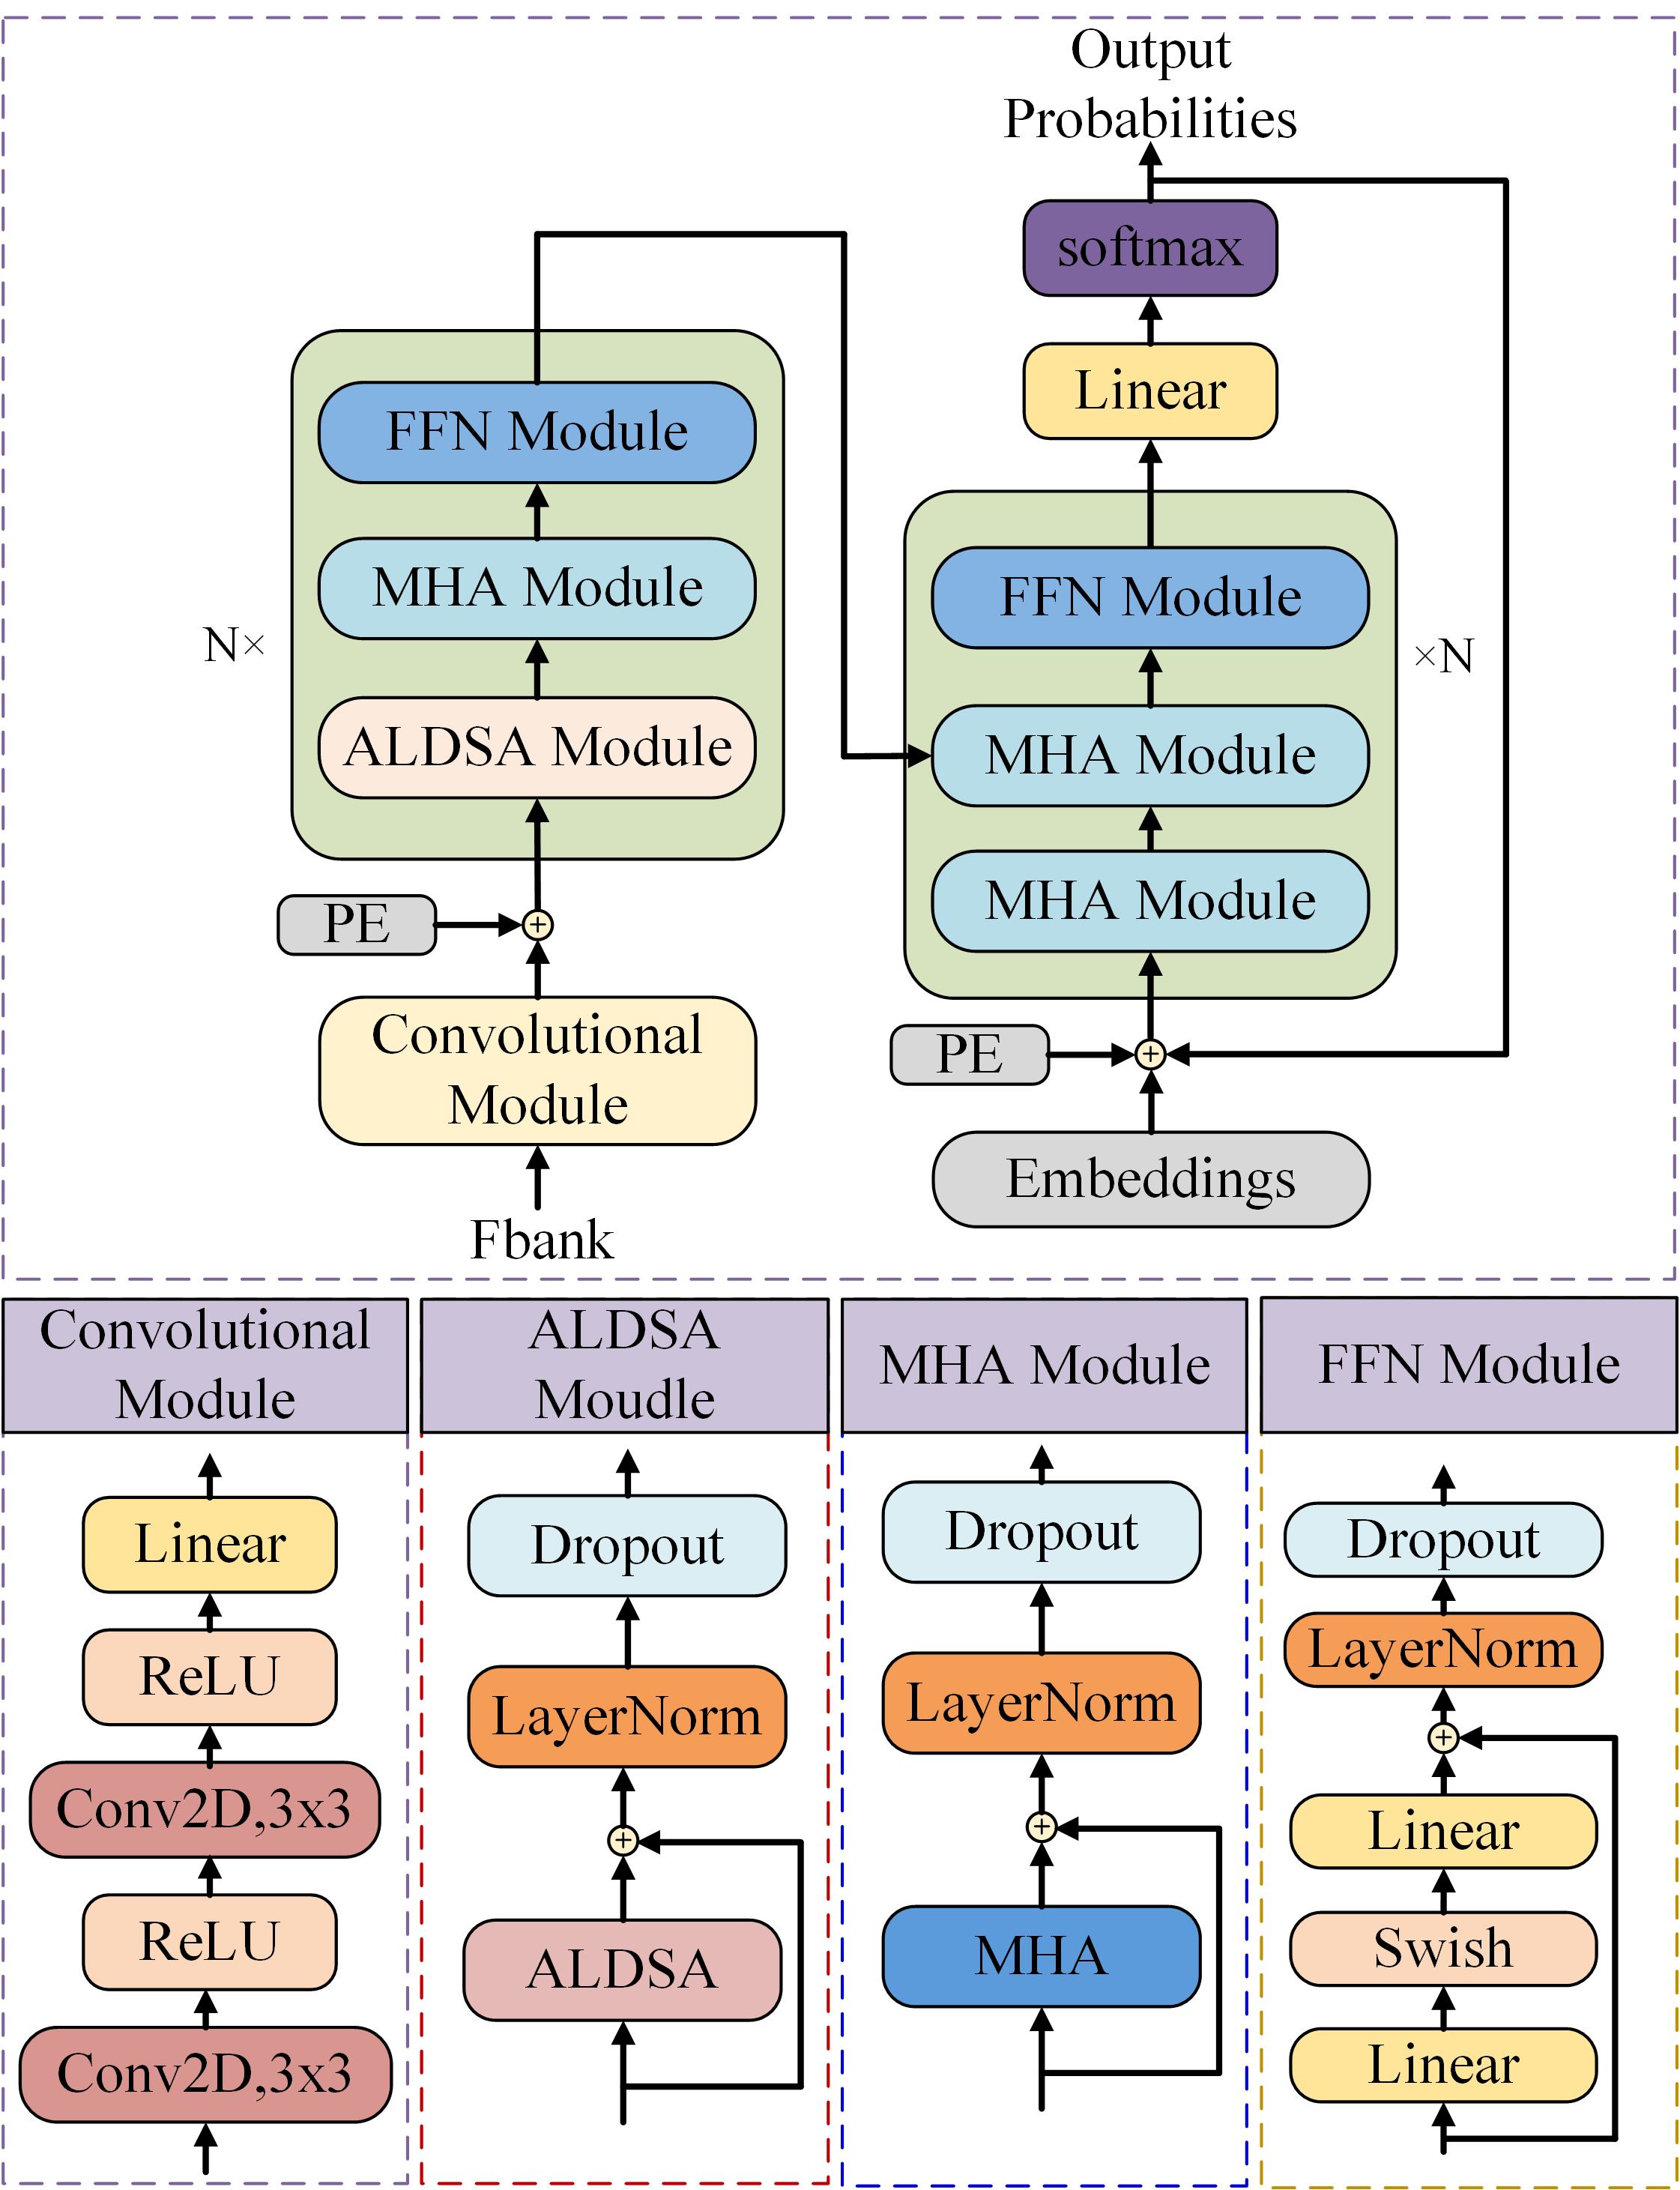 Output
Probabilities
softmax
Linear
FFN Module
MHA Module
ALDSA Module
N×
PE
Convolutional
Module
Fbank
FFN Module
MHA Module
MHA Module
×N
PE
Embeddings
Convolutional
Module
Linear
ReLU
Conv2D,3x3
ReLU
Conv2D,3x3
ALDSA
Moudle
Dropout
LayerNorm
ALDSA
MHA Module
Dropout
LayerNorm
MHA
FFN Module
Dropout
LayerNorm
Linear
Swish
Linear